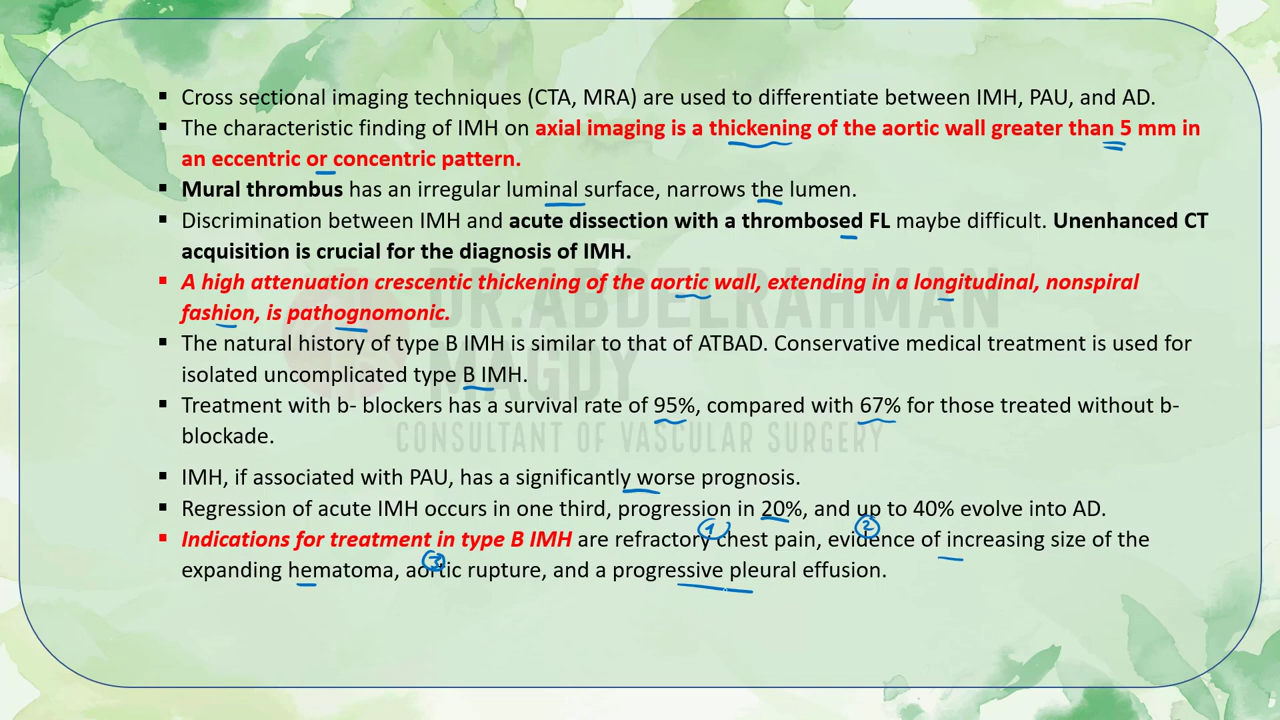 ▪ Cross sectional imaging techniques (CTA, MRA) are used to differentiate between IMH, PAU, and AD.
▪ The characteristic finding of IMH on axial imaging is a thickening of the aortic wall greater than 5 mm in
an eccentric or concentric pattern.
▪ Mural thrombus has an irregular luminal surface, narrows the lumen.
▪ Discrimination between IMH and acute dissection with a thrombosed FL maybe difficult. Unenhanced CT
acquisition is crucial for the diagnosis of IMH.
▪ A high attenuation crescentic thickening of the aortic wall, extending in a longitudinal, nonspiral
fashion, is pathognomonic.
▪ The natural history of type B IMH is similar to that of ATBAD. Conservative medical treatment is used for
isolated uncomplicated type B IMH.
▪ Treatment with b- blockers has a survival rate of 95%, compared with 67% for those treated without b-
blockade.
▪ IMH, if associated with PAU, has a significantly worse prognosis.
▪ Regression of acute IMH occurs in one third, progression in 20%, and up to 40% evolve into AD.
1 2
▪ Indications for treatment in type B IMH are refractory chest pain, evidence of increasing size of the
3
expanding hematoma, aortic rupture, and a progressive pleural effusion.
DR.ABDELRAHMAN
MAGDY
CONSULTANT OF VASCULAR SURGERY